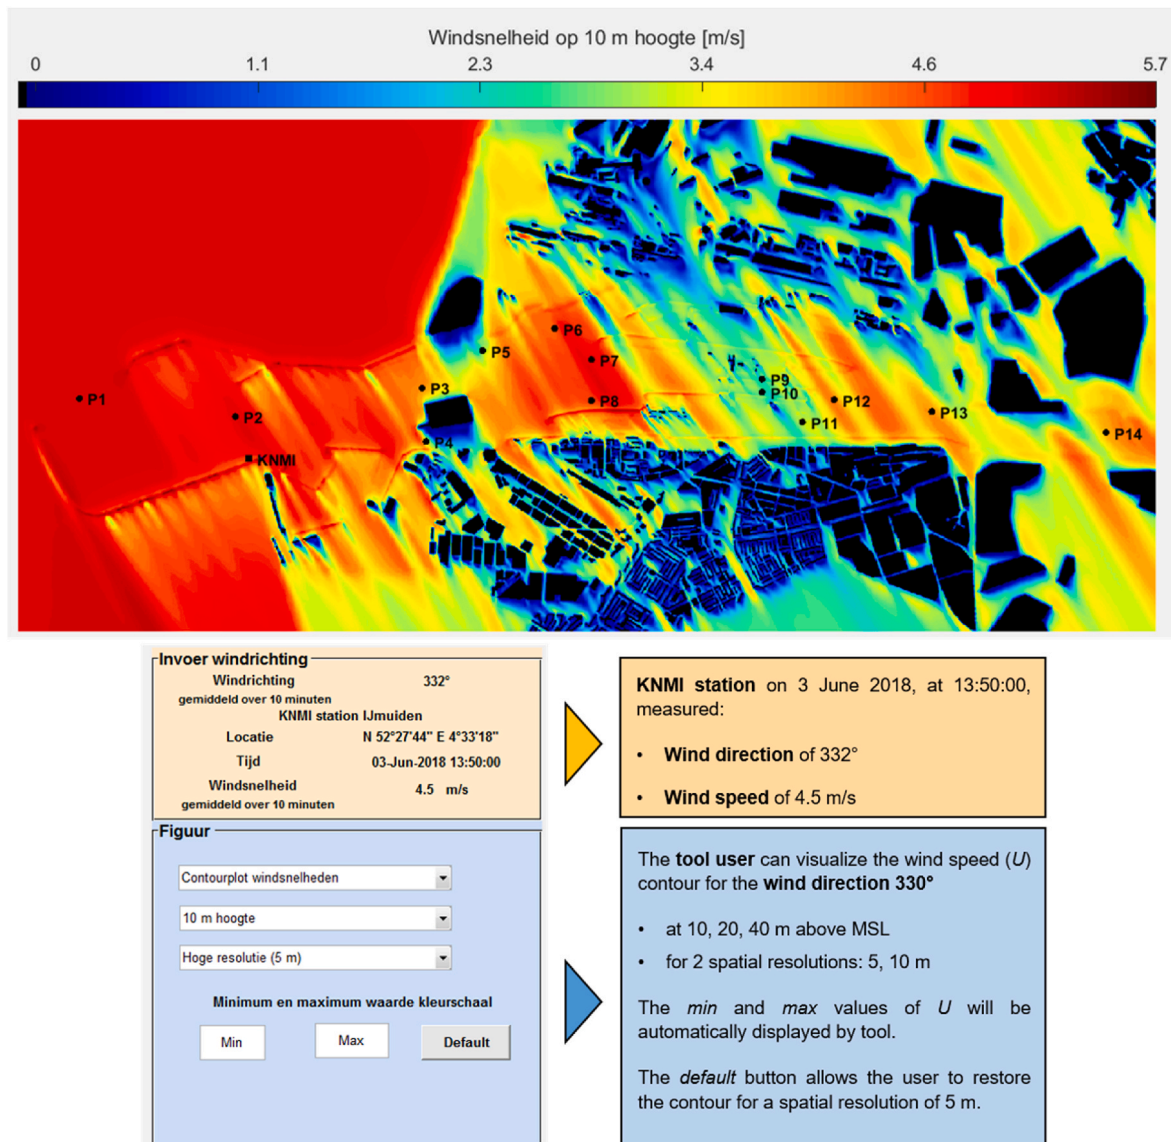 Windsnelheid op 10 m hoogte [m/s]
0 1.1 2.3 3.4 4.6 5.7
P6
P5
P7
P9
P3
P10
P1
P8
P12
P2
P13
P11
P14
P4
KNMI
Invoer windrichting
Windrichting 332°
gemiddeld over 10 minuten
KNMI station IJmuiden
Locatie N 52°27'44" E 4°33'18"
Tijd 03-Jun-2018 13:50:00
Windsnelheid 4.5 m/s
gemiddeld over 10 minuten
Figuur
Contourplot windsnelheden
10 m hoogte
Hoge resolutie (5 m)
Minimum en maximum waarde kleurschaal
Min Max Default
KNMI station on 3 June 2018, at 13:50:00,
measured:
• Wind direction of 332°
• Wind speed of 4.5 m/s
The tool user can visualize the wind speed (U)
contour for the wind direction 330°
• at 10, 20, 40 m above MSL
• for 2 spatial resolutions: 5, 10 m
The min and max values of U will be
automatically displayed by tool.
The default button allows the user to restore
the contour for a spatial resolution of 5 m.